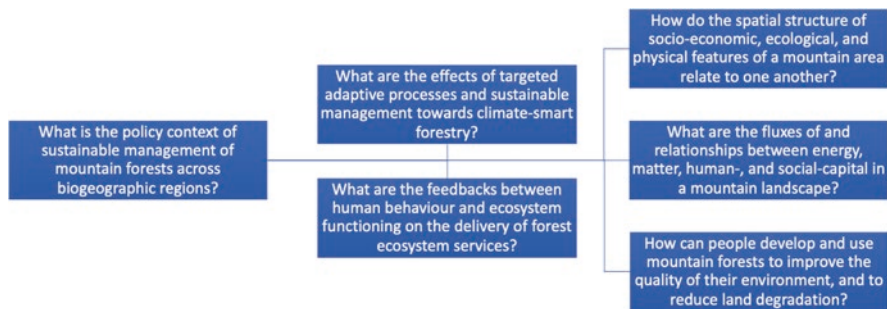 What is the policy context of
sustainable management of
mountain forests across
biogeographic regions?
What are the effects of targeted
adaptive processes and sustainable
management towards climate-smart
forestry?
What are the feedbacks between
human behaviour and ecosystem
functioning on the delivery of forest
ecosystem services?
How do the spatial structure of
socio-economic, ecological, and
physical features of a mountain area
relate to one another?
What are the fluxes of and
relationships between energy,
matter, human-, and social-capital in
a mountain landscape?
How can people develop and use
mountain forests to improve the
quality of their environment, and to
reduce land degradation?